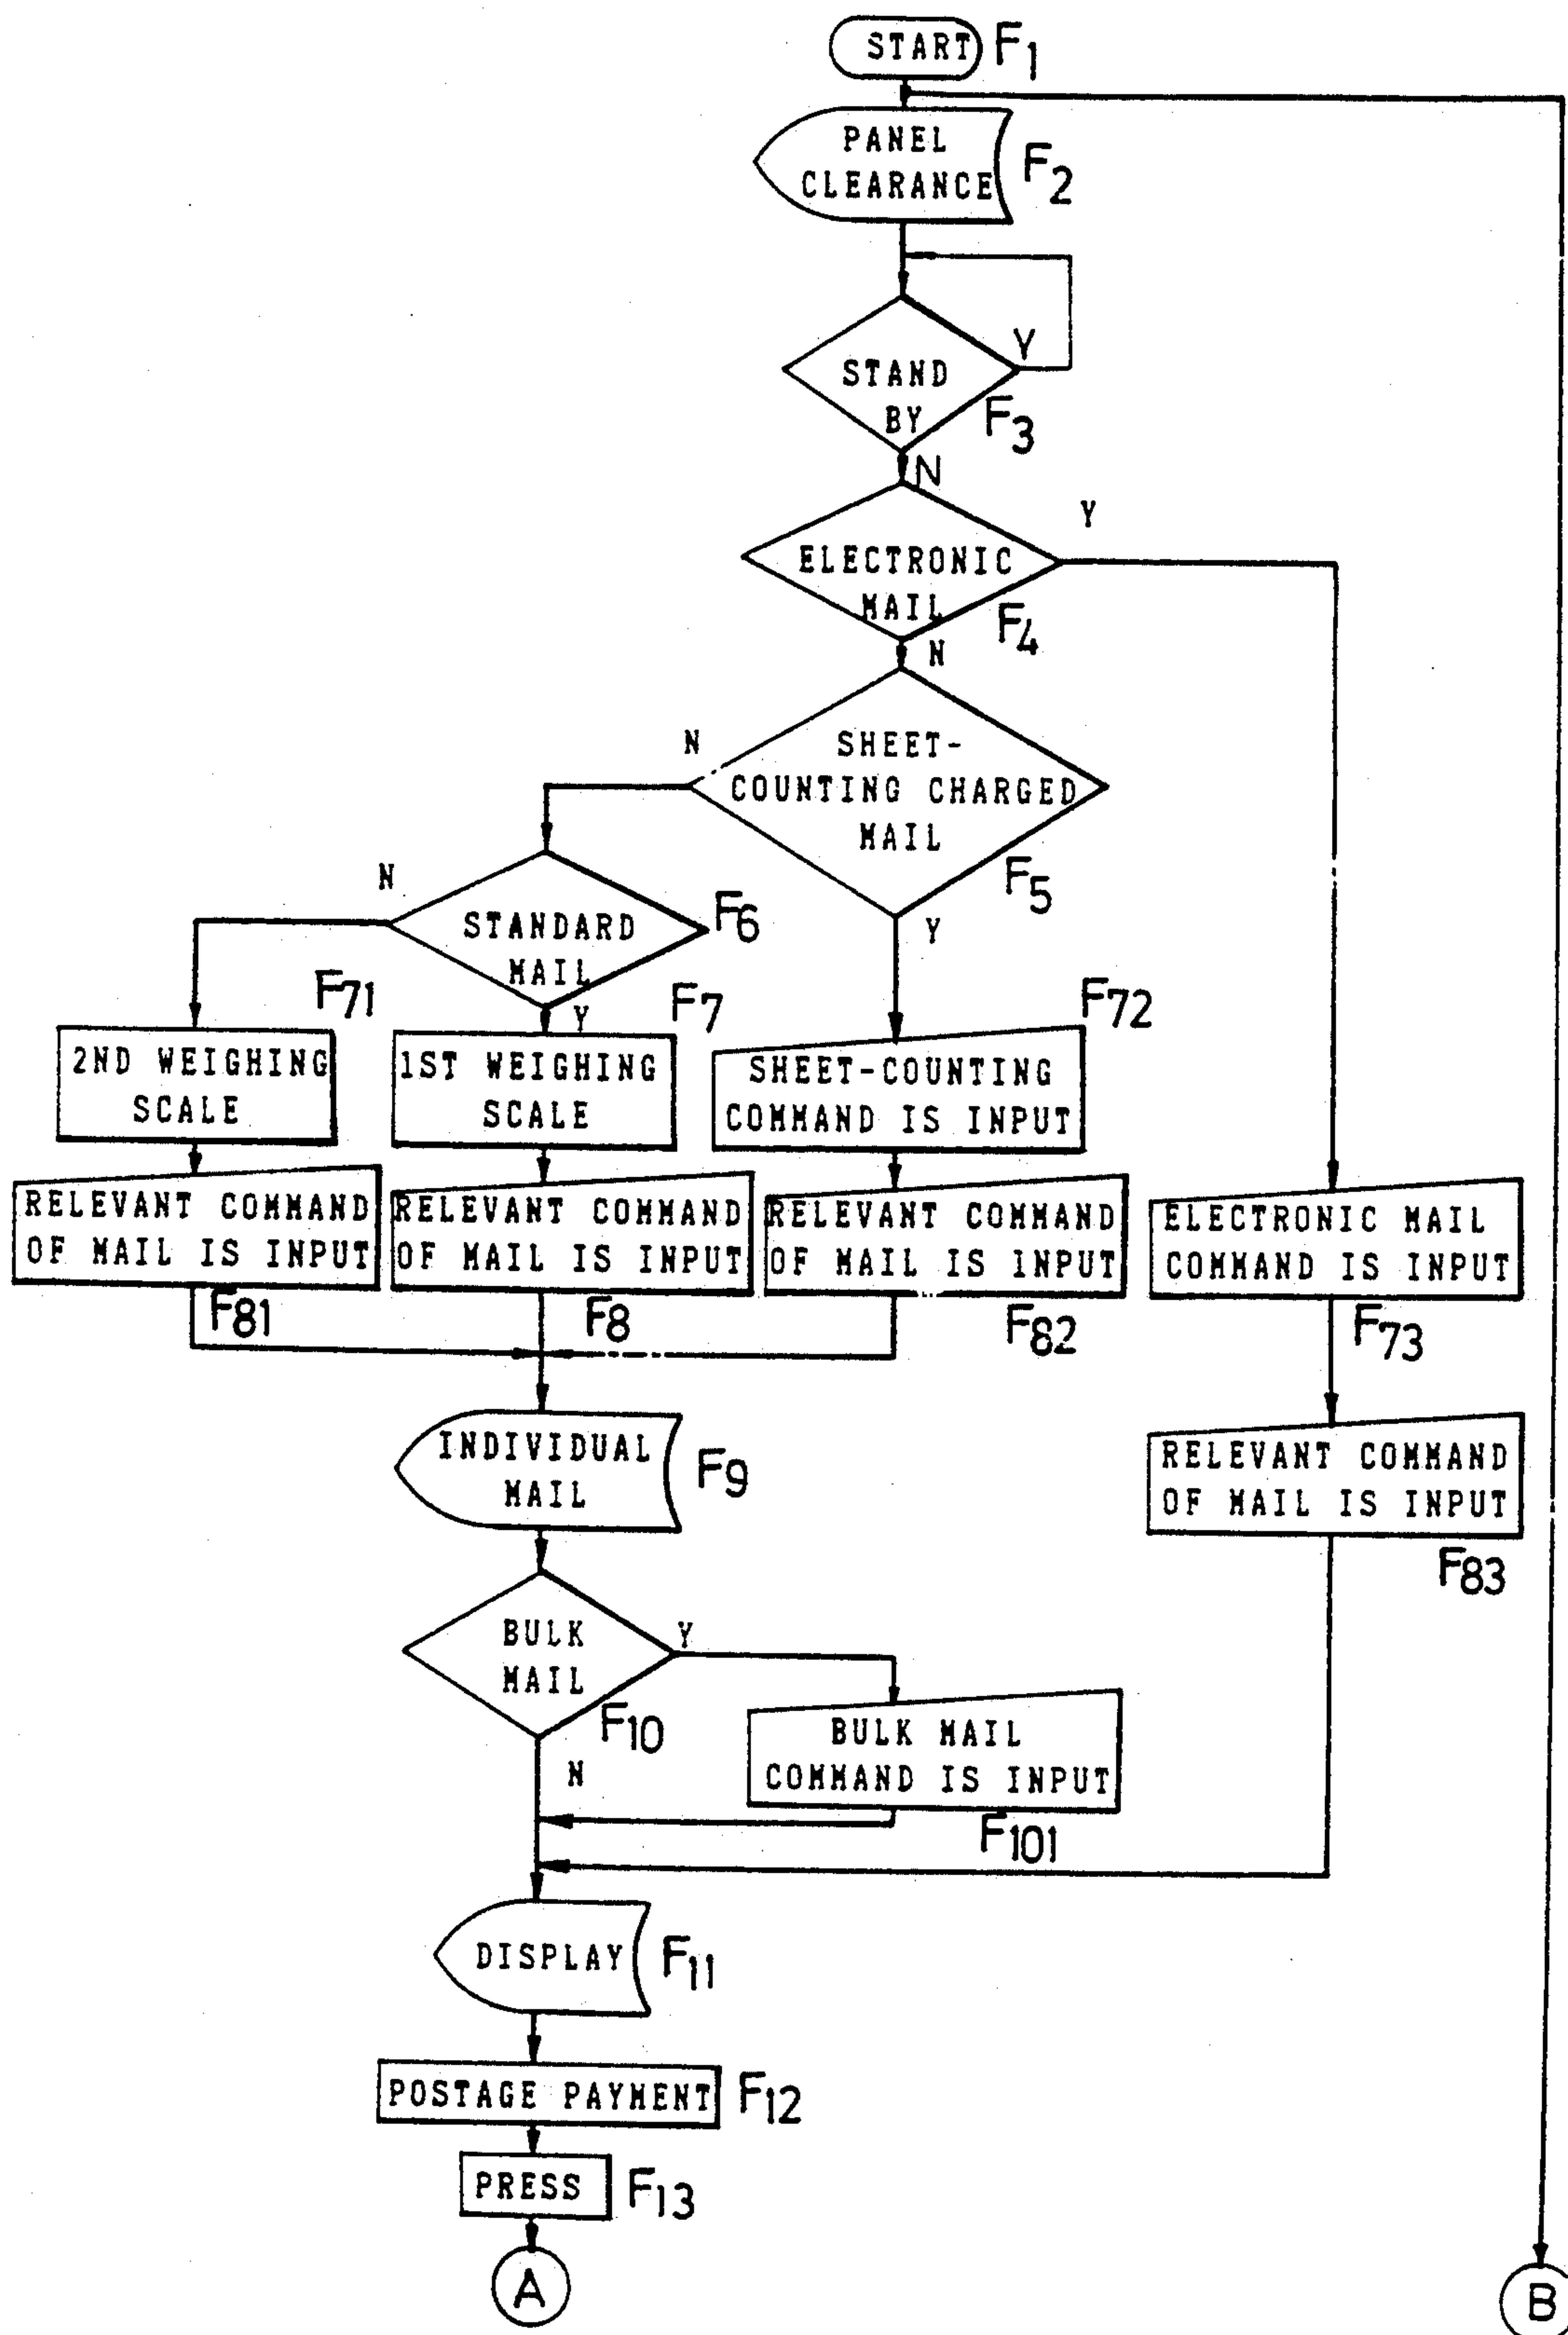 START F1
PANEL
CLEARANCE F2
Y
STAND
BY F3
N
Y
ELECTRONIC
MAIL F4
N
N
SHEET-
COUNTING CHARGED
MAIL
F5
Y
N
STANDARD
MAIL
F6
Y
F71
2ND WEIGHING
SCALE
F7
1ST WEIGHING
SCALE
F72
SHEET-COUNTING
COMMAND IS INPUT
RELEVANT COMMAND
OF MAIL IS INPUT
F81
RELEVANT COMMAND
OF MAIL IS INPUT
F8
RELEVANT COMMAND
OF MAIL IS INPUT
F82
ELECTRONIC MAIL
COMMAND IS INPUT
F73
INDIVIDUAL
MAIL
F9
RELEVANT COMMAND
OF MAIL IS INPUT
F83
BULK
MAIL
Y
F10
N
BULK MAIL
COMMAND IS INPUT
F101
DISPLAY F11
POSTAGE PAYMENT F12
PRESS F13
A
B